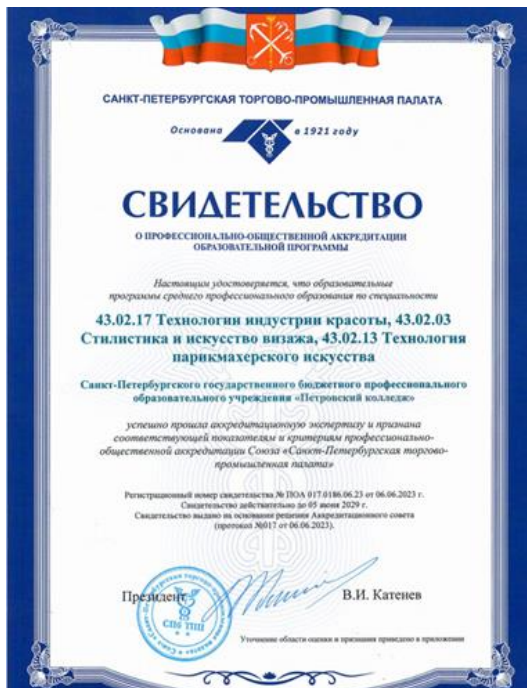 САНКТ-ПЕТЕРБУРГСКАЯ ТОРГОВО-ПРОМЫШЛЕННАЯ ПАЛАТА
Основана в 1921 году
СВИДЕТЕЛЬСТВО
О ПРОФЕССИОНАЛЬНО-ОБЩЕСТВЕННОЙ АККРЕДИТАЦИИ
ОБРАЗОВАТЕЛЬНОЙ ПРОГРАММЫ
Настоящим удостоверяется, что образовательные
программы среднего профессионального образования по специальности
43.02.17 Технологии индустрии красоты, 43.02.03
Стилистика и искусство визажа, 43.02.13 Технология
парикмахерского искусства
Санкт-Петербургского государственного бюджетного профессионального
образовательного учреждения «Петровский колледж»
успешно прошла аккредитационную экспертизу и признана
соответствующей показателям и критериям профессионально-
общественной аккредитации Союза «Санкт-Петербургская торгово-
промышленная палата»
Регистрационный номер свидетельства № ПОА 017.0186.06.23 от 06.06.2023 г.
Свидетельство действительно до 05 июня 2029 г.
Свидетельство выдано на основании решения Аккредитационного совета
(протокол №017 от 06.06.2023).
Президент В.И. Катенев
СПб ТПП
Уточнение области оценки и признания приведено в приложении